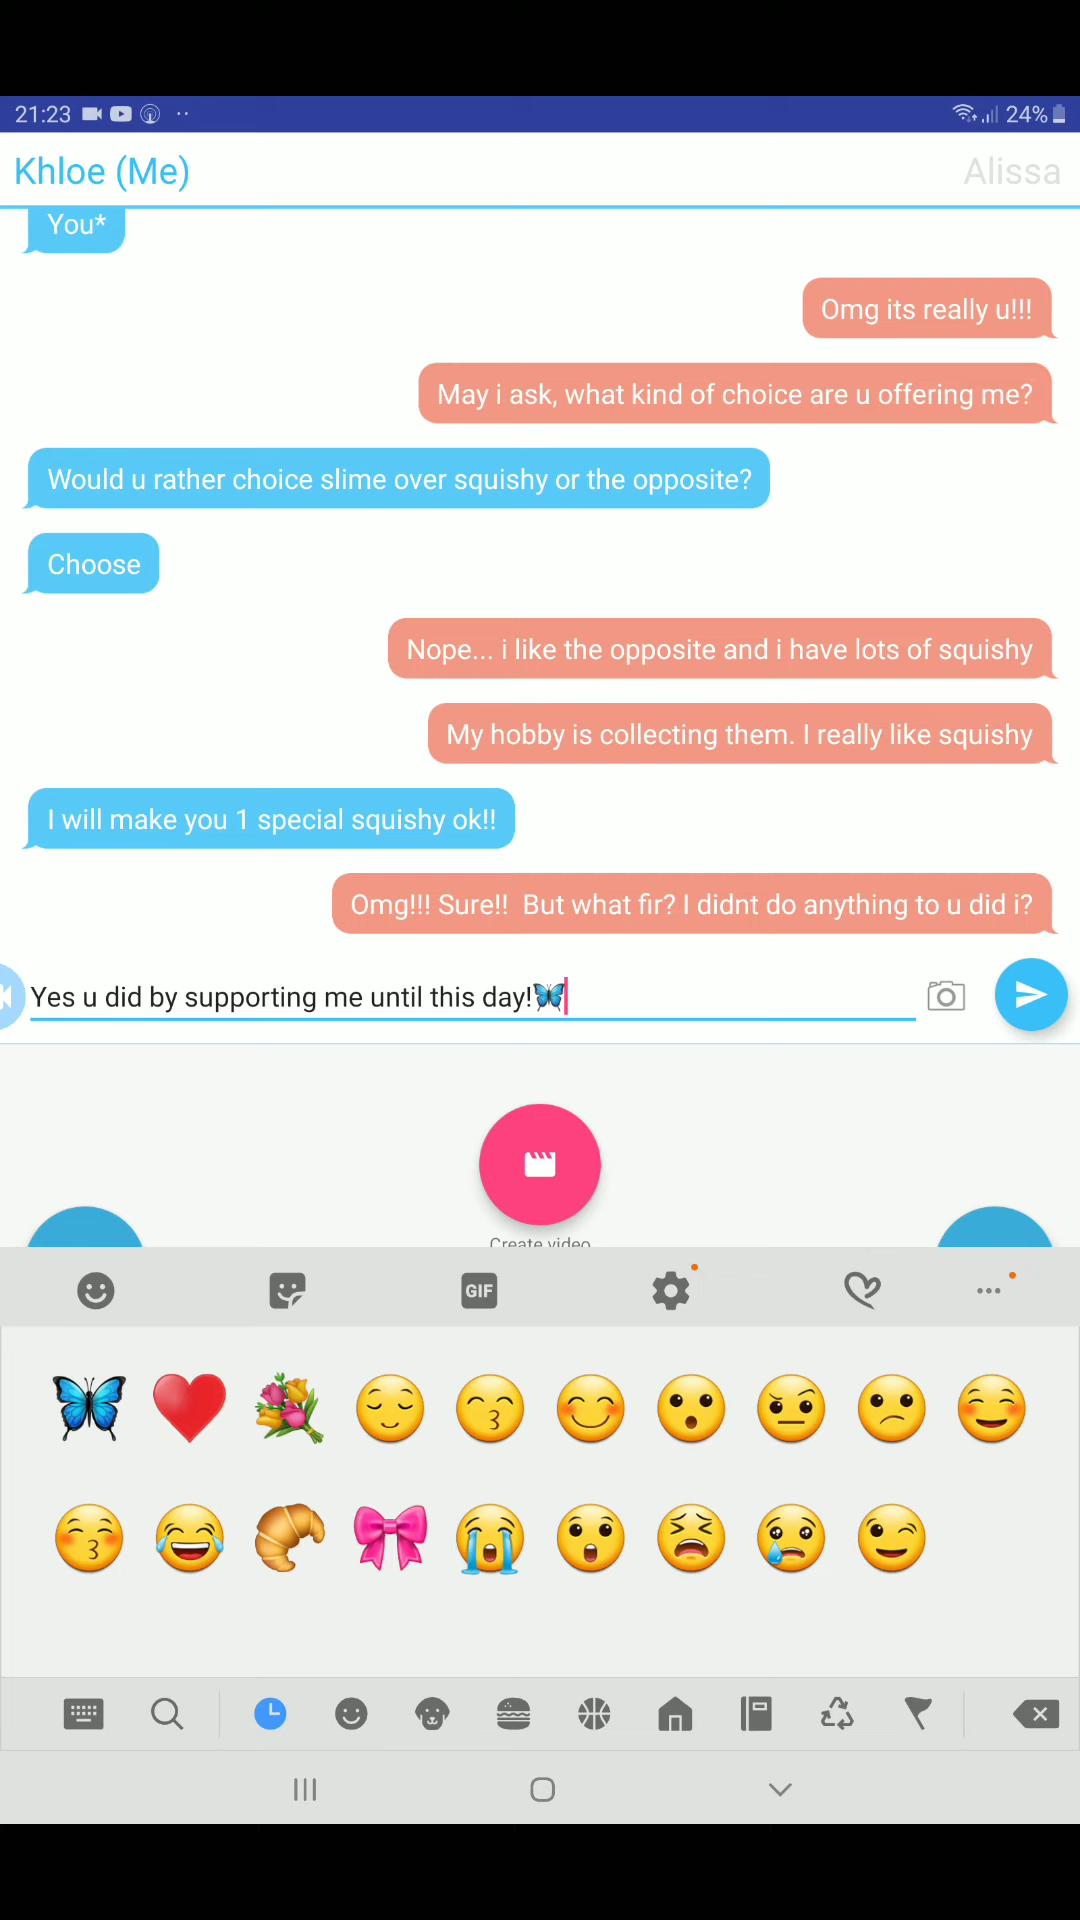 21:23
24%
Khloe (Me)
Alissa
You*
Omg its really u!!!
May i ask, what kind of choice are u offering me?
Would u rather choice slime over squishy or the opposite?
Choose
Nope... i like the opposite and i have lots of squishy
My hobby is collecting them. I really like squishy
I will make you 1 special squishy ok!!
Omg!!! Sure!!  But what fir? I didnt do anything to u did i?
Yes u did by supporting me until this day!🦋
Create video
GIF